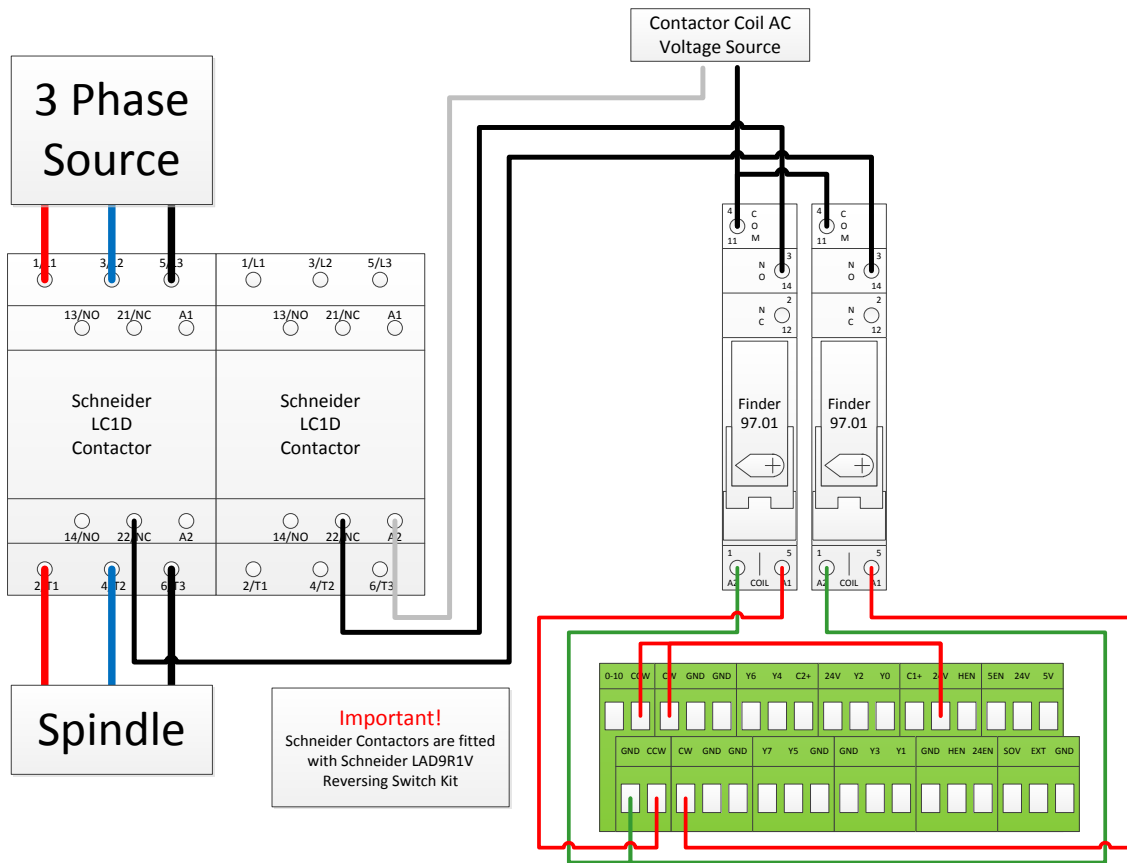 Contactor Coil AC
Voltage Source
3 Phase
Source
1/L1 3/L2 5/L3 1/L1 3/L2 5/L3
13/NO 21/NC A1 13/NO 21/NC A1
Schneider
LC1D
Contactor
Schneider
LC1D
Contactor
14/NO 22/NC A2 14/NO 22/NC A2
2/T1 4/T2 6/T3 2/T1 4/T2 6/T3
Spindle
Important!
Schneider Contactors are fitted
with Schneider LAD9R1V
Reversing Switch Kit
4 COM
11
3
NO
14
2
NC
12
Finder
97.01
1 5
A2 COIL A1
4 COM
11
3
NO
14
2
NC
12
Finder
97.01
1 5
A2 COIL A1
0-10 CCW CW GND GND Y6 Y4 C2+ 24V Y2 Y0 C1+ 24V HEN 5EN 24V 5V
GND CCW CW GND GND Y7 Y5 GND GND Y3 Y1 GND HEN 24EN SOV EXT GND